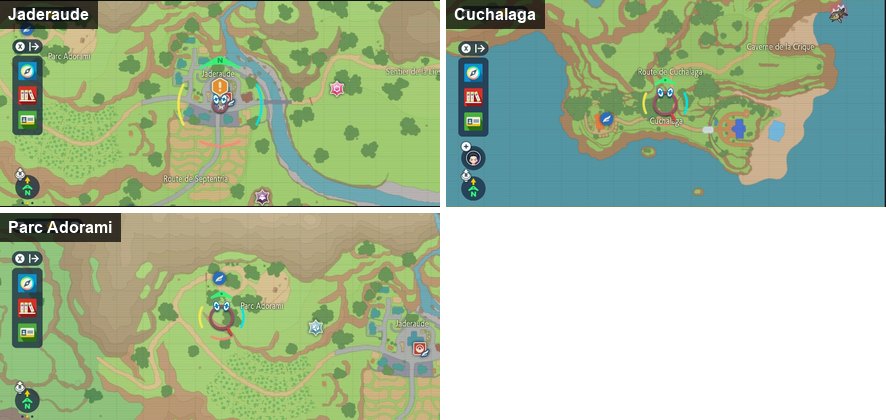 Jaderaude
X
Parc Adorami
N
Jaderaude
Sentier de la
Route de Septentria
N
Cuchalaga
X
Caverne de la Crique
Route de Cuchalaga
Cuchalaga
N
Parc Adorami
X
Parc Adorami
Jaderaude
N